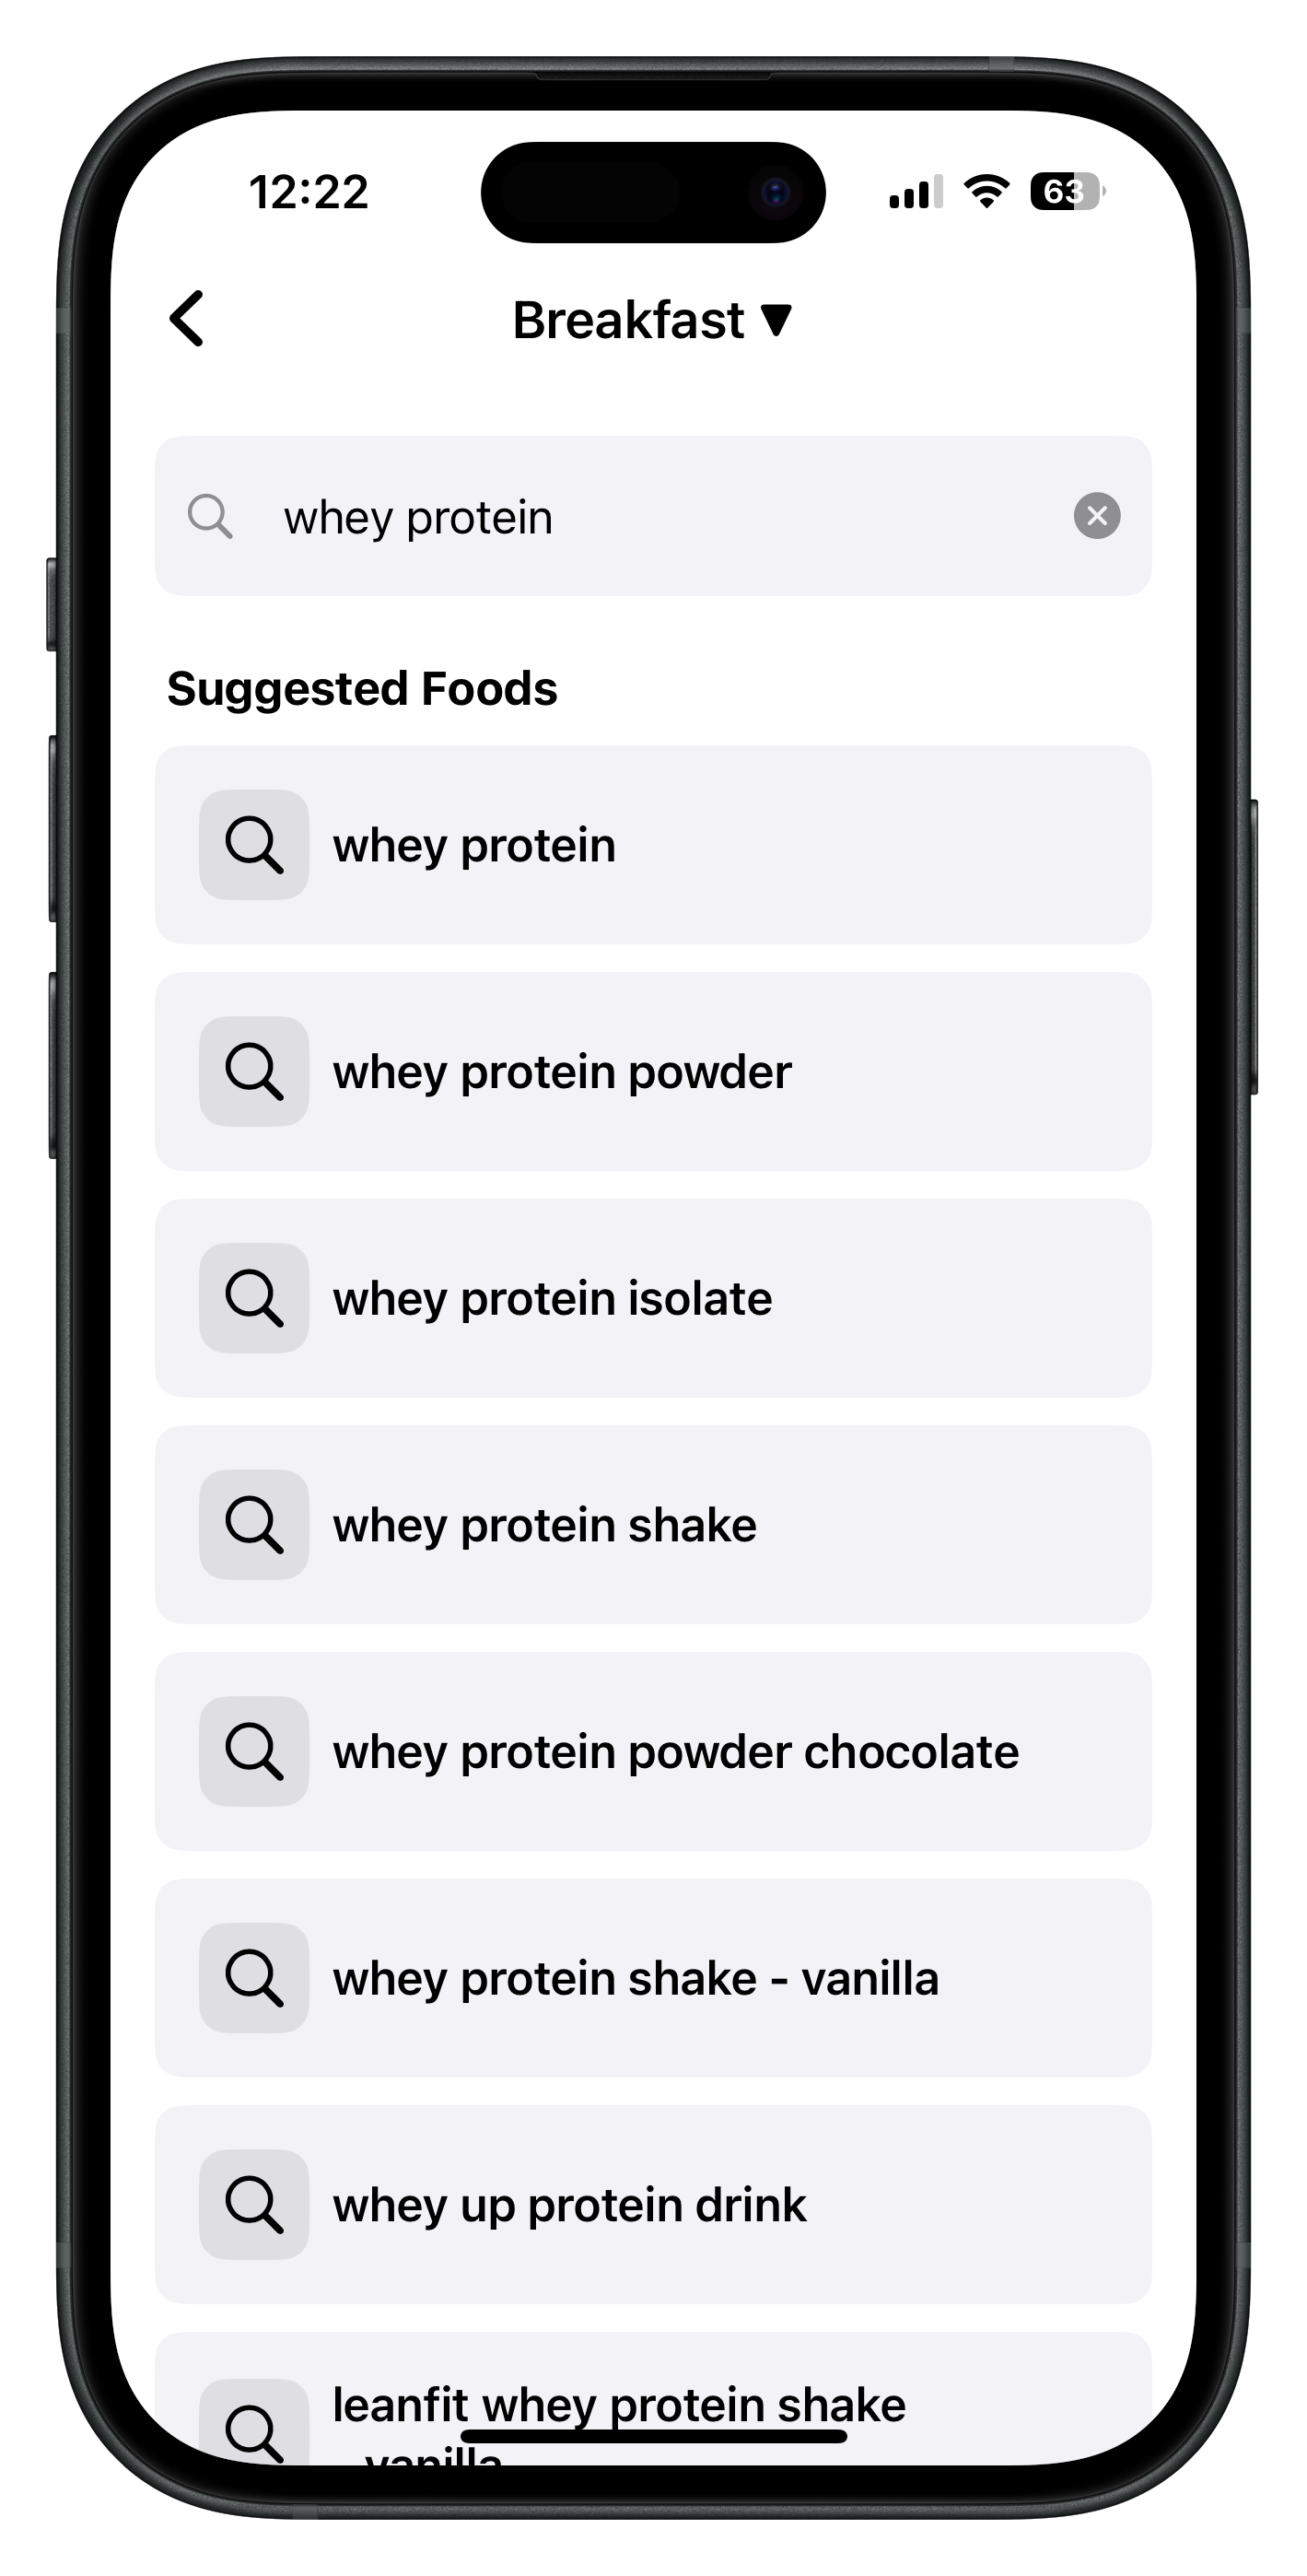 12:22
63
Breakfast ▼
whey protein
Suggested Foods
whey protein
whey protein powder
whey protein isolate
whey protein shake
whey protein powder chocolate
whey protein shake - vanilla
whey up protein drink
leanfit whey protein shake
vanilla